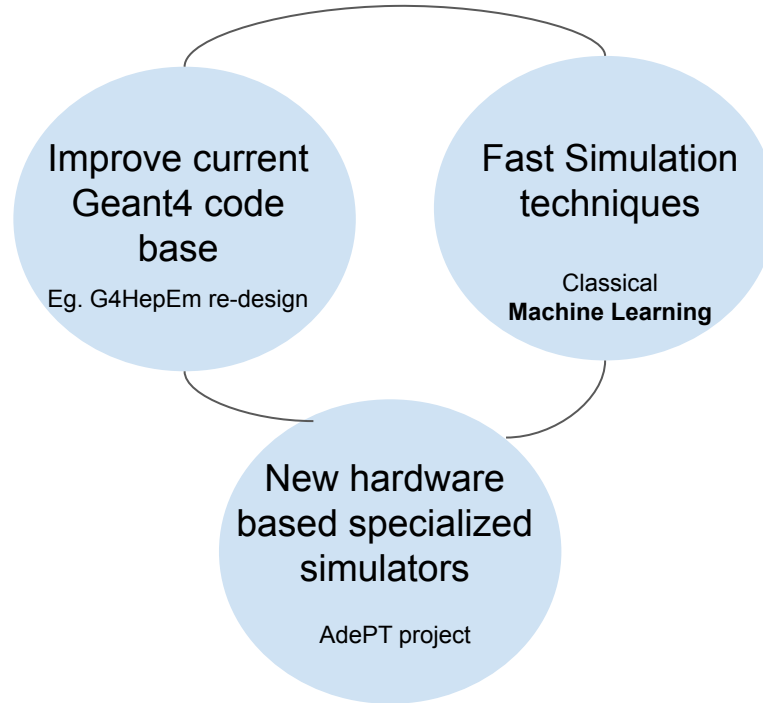 Improve current
Geant4 code
base
Eg. G4HepEm re-design
Fast Simulation
techniques
Classical
Machine Learning
New hardware
based specialized
simulators
AdePT project